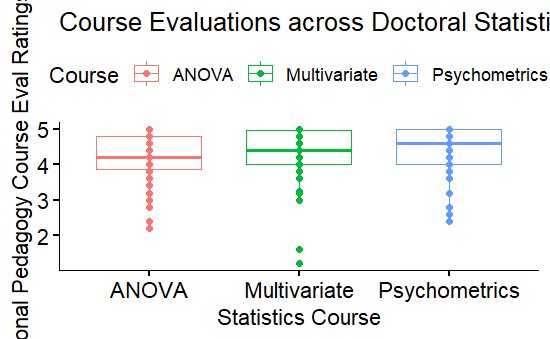 Course Evaluations across Doctoral Statisti
Course ANOVA Multivariate Psychometrics
onal Pedagogy Course Eval Ratings
5
4
3
2
ANOVA Multivariate Psychometrics
Statistics Course